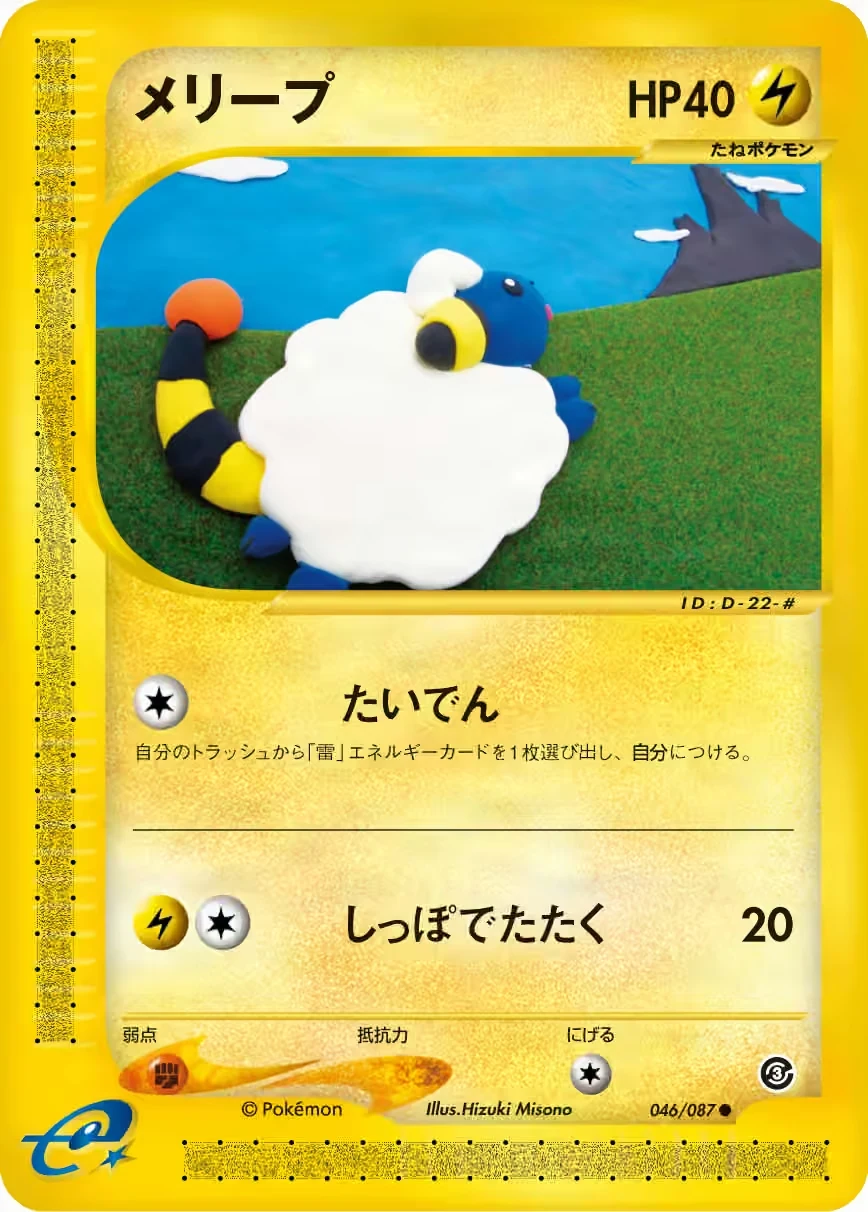 メリープ
HP40
たねポケモン
ID:D-22-#
たいでん
自分のトラッシュから「雷」エネルギーカードを1枚選び出し、自分につける。
しっぽでたたく 20
弱点 抵抗力 にげる
3
© Pokémon Illus.Hizuki Misono 046/087●
e